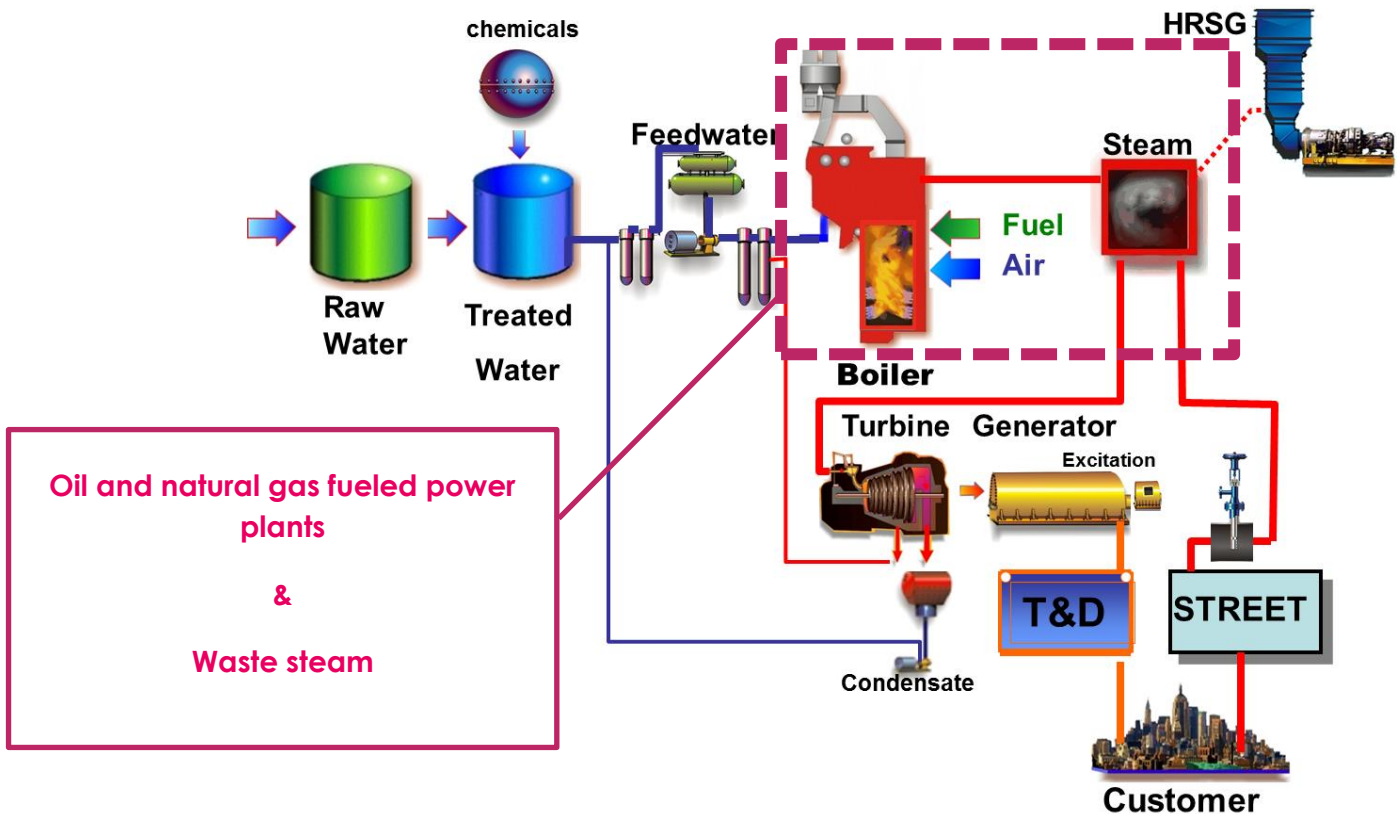 chemicals
HRSG
Feedwater
Steam
Fuel
Air
Raw
Water
Treated
Water
Boiler
Turbine
Generator
Excitation
Oil and natural gas fueled power
plants
&
Waste steam
T&D
STREET
Condensate
Customer